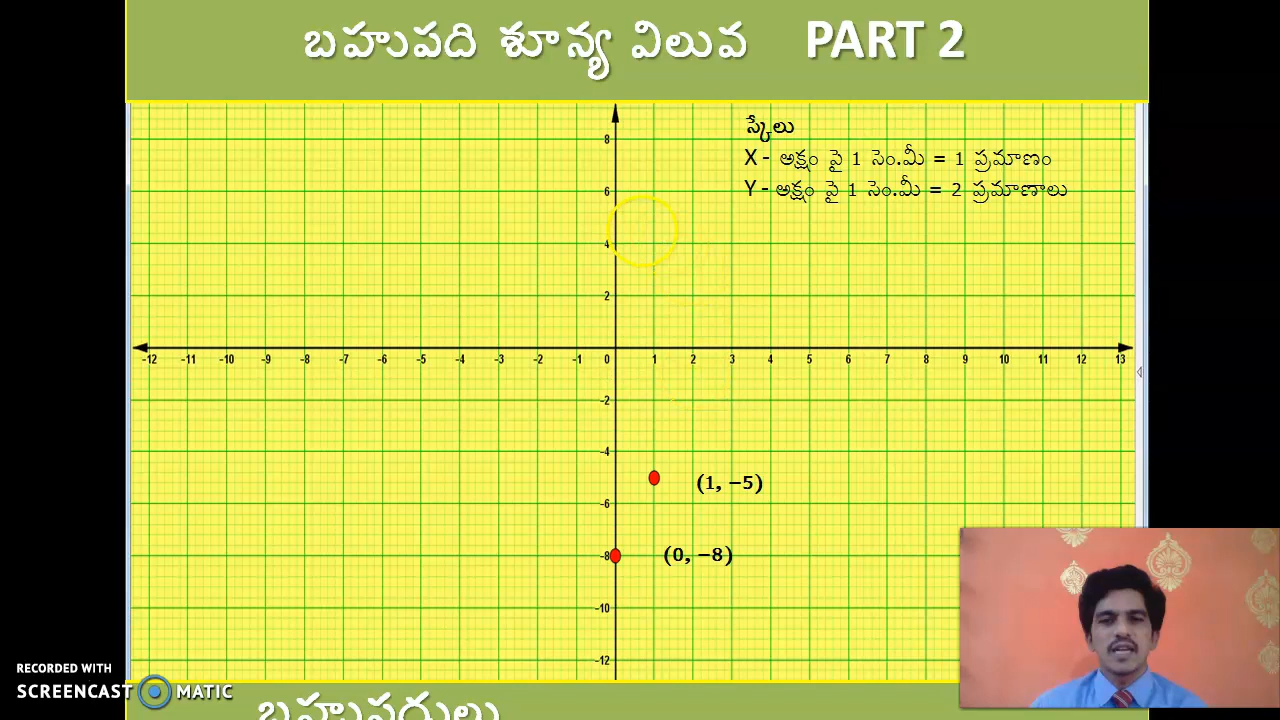 బహుపది శూన్య విలువ PART 2
స్కేలు
X - అక్షం పై 1 సెం.మీ = 1 ప్రమాణం
Y - అక్షం పై 1 సెం.మీ = 2 ప్రమాణాలు
8
6
4
2
-12 -11 -10 -9 -8 -7 -6 -5 -4 -3 -2 -1 0 1 2 3 4 5 6 7 8 9 10 11 12 13
-2
-4
(1, −5)
-6
-8 (0, −8)
-10
-12
RECORDED WITH
SCREENCAST MATIC